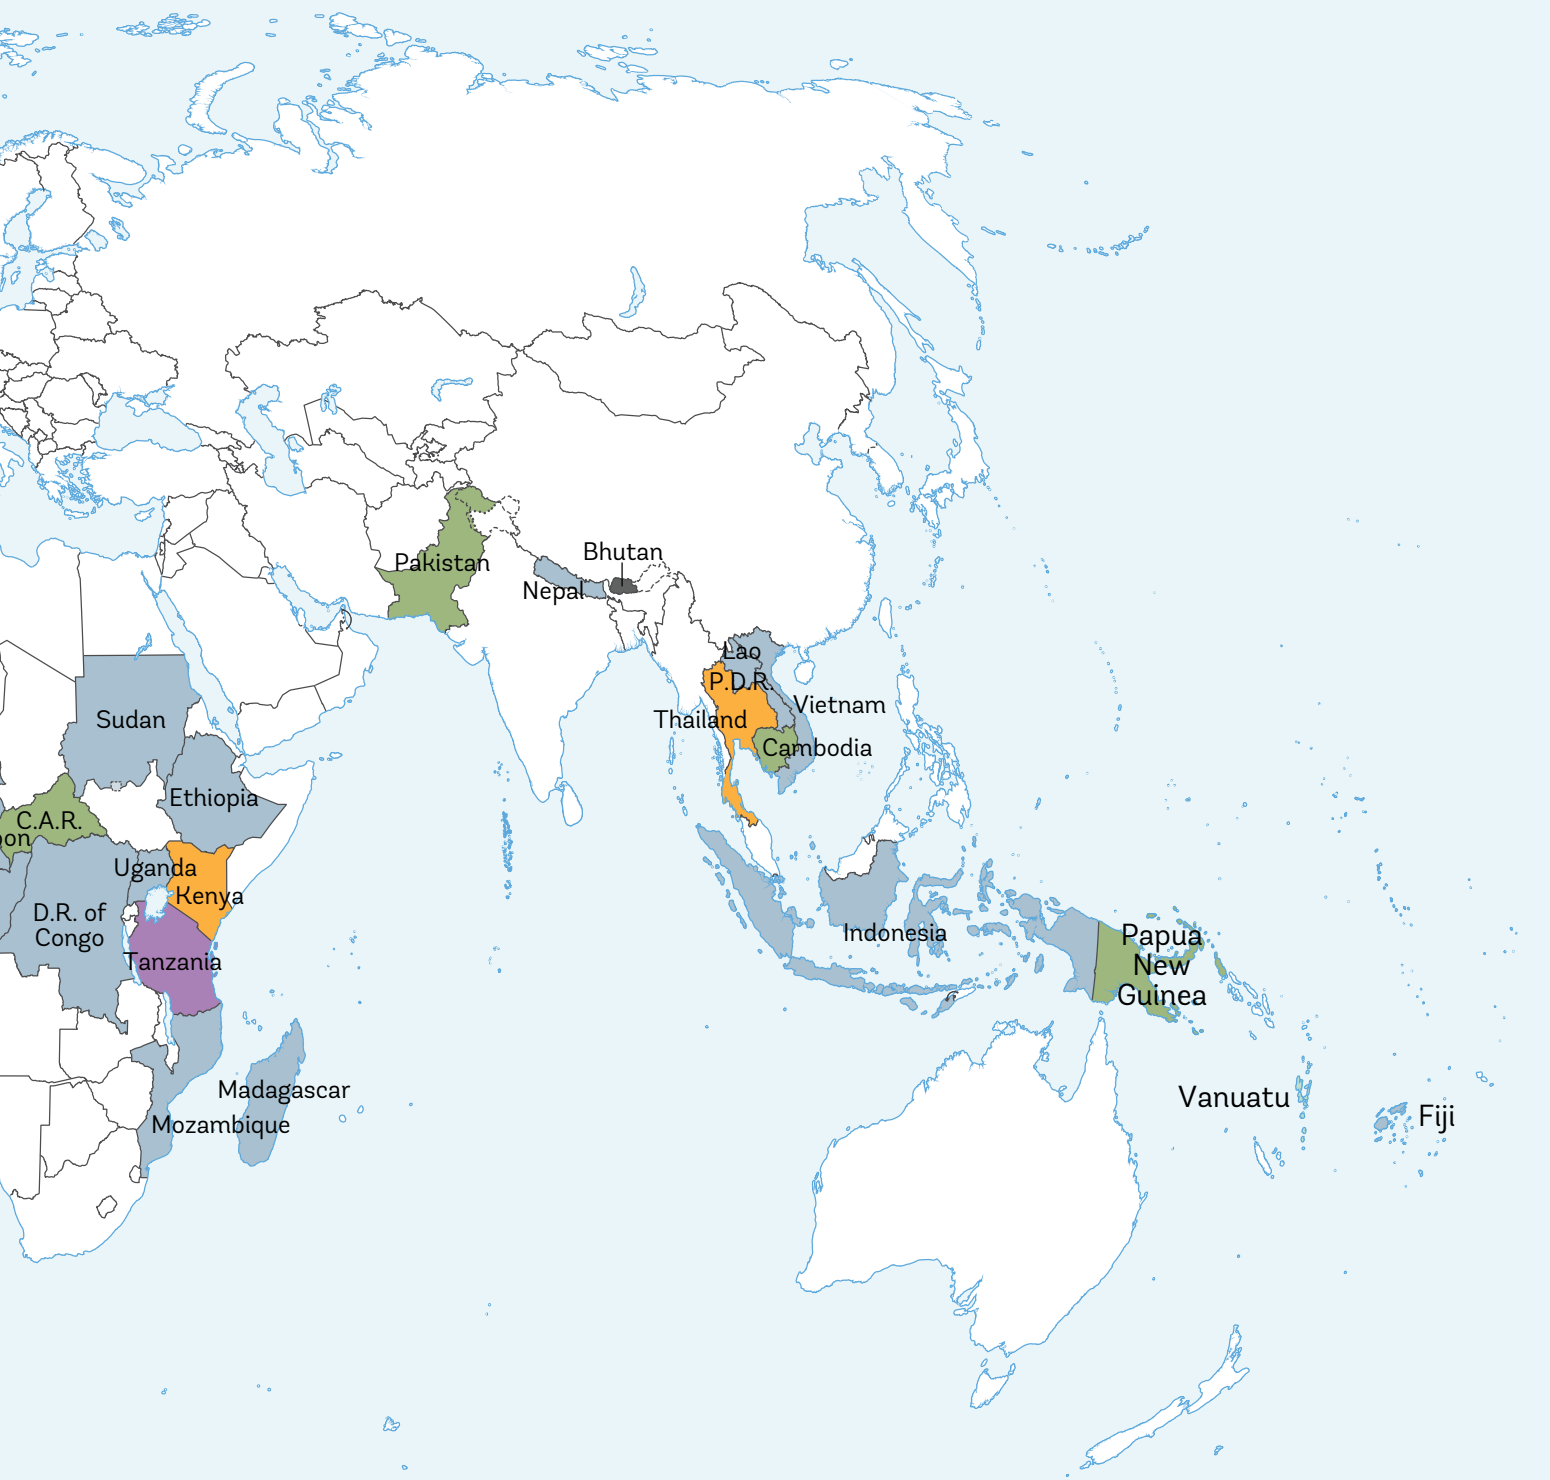 Bhutan
Pakistan
Nepal
Lao
P.D.R.
Vietnam
Thailand
Sudan
Cambodia
Ethiopia
C.A.R.
Uganda
Kenya
D.R. of
Congo
Indonesia
Papua
New
Guinea
Tanzania
Madagascar
Vanuatu
Fiji
Mozambique